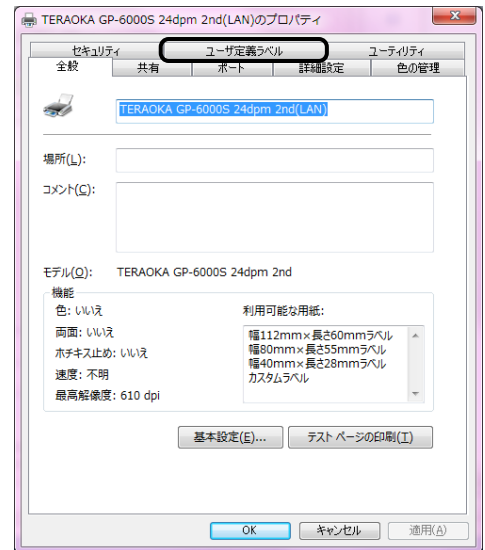 TERAOKA GP-6000S 24dpm 2nd(LAN)のプロパティ
セキュリティ ユーザ定義ラベル ユーティリティ
全般 共有 ポート 詳細設定 色の管理
TERAOKA GP-6000S 24dpm 2nd(LAN)
場所(L):
コメント(C):
モデル(O): TERAOKA GP-6000S 24dpm 2nd
機能
色: いいえ
両面: いいえ
ホチキス止め: いいえ
速度: 不明
最高解像度: 610 dpi
利用可能な用紙:
幅112mm×長さ60mmラベル
幅80mm×長さ55mmラベル
幅40mm×長さ28mmラベル
カスタムラベル
基本設定(E)... テスト ページの印刷(T)
OK キャンセル 適用(A)